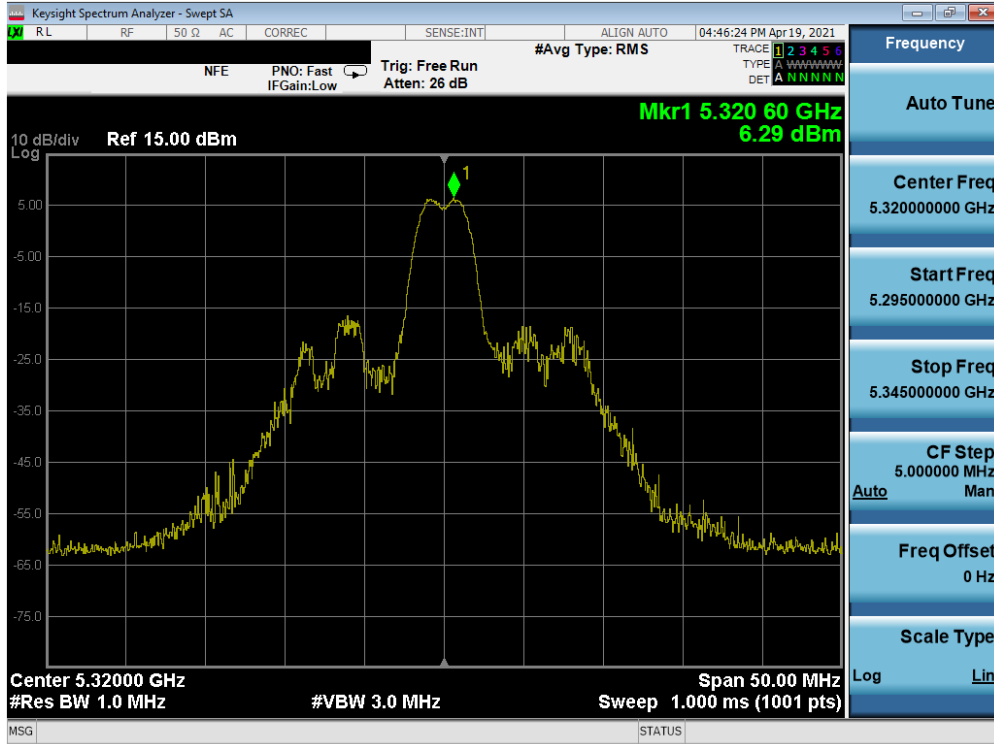 Keysight Spectrum Analyzer - Swept SA
LXI RL RF 50 Ω AC CORREC SENSE:INT ALIGN AUTO 04:46:24 PM Apr 19, 2021
NFE PNO: Fast Trig: Free Run #Avg Type: RMS TRACE 1 2 3 4 5 6
IFGain:Low Atten: 26 dB TYPE A WWWWW
DET A N N N N N
Mkr1 5.320 60 GHz
6.29 dBm
10 dB/div Ref 15.00 dBm
Log
1
5.00
-5.00
-15.0
-25.0
-35.0
-45.0
-55.0
-65.0
-75.0
Center 5.32000 GHz Span 50.00 MHz
#Res BW 1.0 MHz #VBW 3.0 MHz Sweep 1.000 ms (1001 pts)
MSG STATUS
Frequency
Auto Tune
Center Freq
5.320000000 GHz
Start Freq
5.295000000 GHz
Stop Freq
5.345000000 GHz
CF Step
5.000000 MHz
Auto Man
Freq Offset
0 Hz
Scale Type
Log Lin